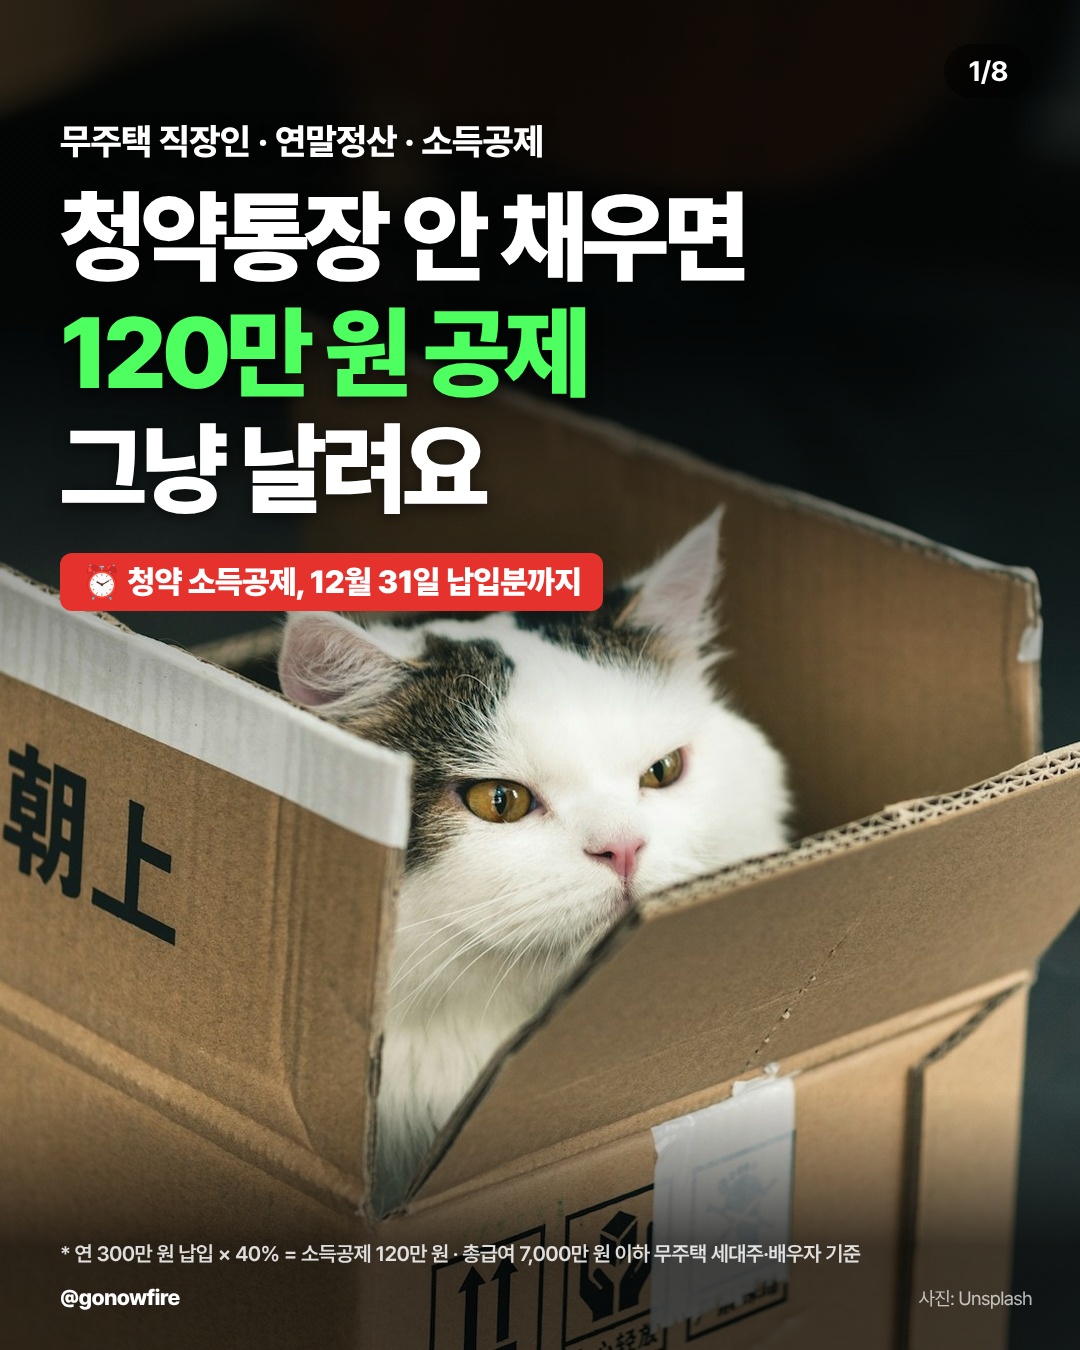 1/8
무주택 직장인 · 연말정산 · 소득공제
청약통장 안 채우면
120만 원 공제
그냥 날려요
청약 소득공제, 12월 31일 납입분까지
朝上
* 연 300만 원 납입 × 40% = 소득공제 120만 원 · 총급여 7,000만 원 이하 무주택 세대주·배우자 기준
@gonowfire
사진: Unsplash